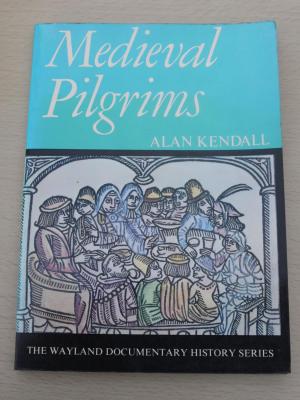 Medieval
Pilgrims
ALAN KENDALL
THE WAYLAND DOCUMENTARY HISTORY SERIES